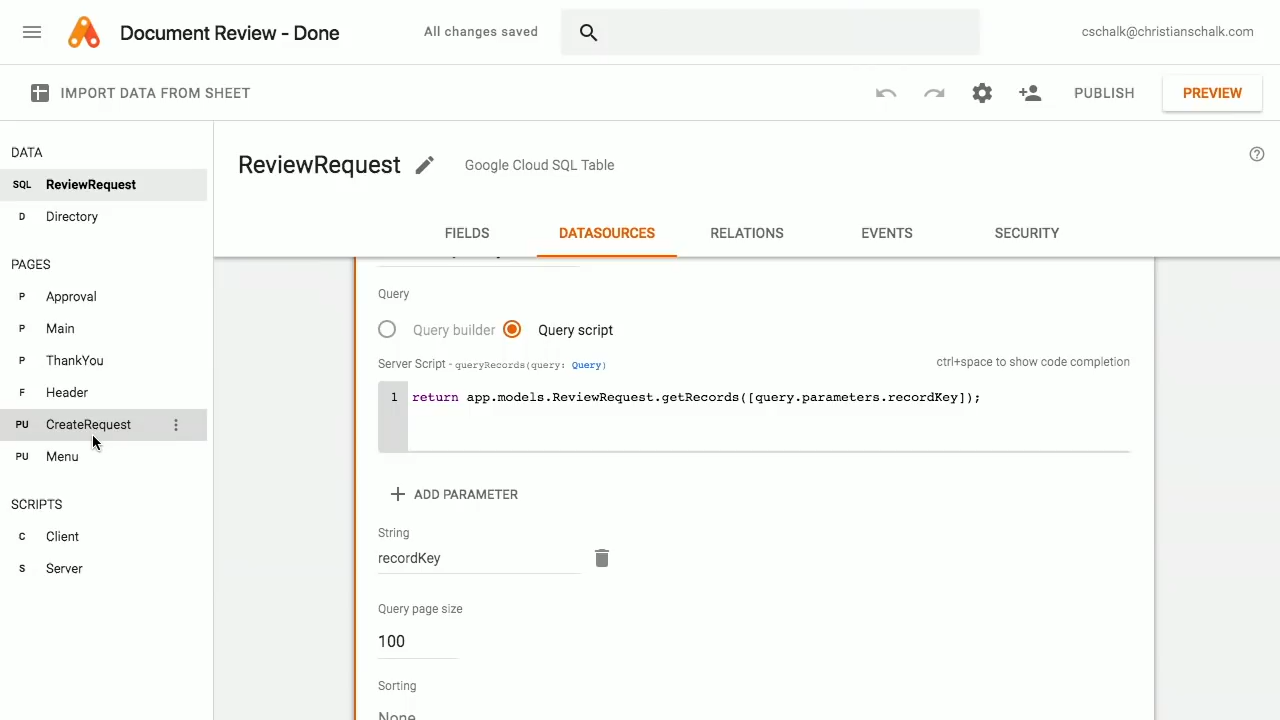 Document Review - Done
All changes saved
cschalk@christianschalk.com
IMPORT DATA FROM SHEET
PUBLISH
PREVIEW
DATA
SQL ReviewRequest
D Directory
PAGES
P Approval
P Main
P ThankYou
F Header
PU CreateRequest
PU Menu
SCRIPTS
C Client
S Server
ReviewRequest
Google Cloud SQL Table
FIELDS
DATASOURCES
RELATIONS
EVENTS
SECURITY
Query
Query builder
Query script
Server Script - queryRecords(query: Query)
ctrl+space to show code completion
1 return app.models.ReviewRequest.getRecords([query.parameters.recordKey]);
ADD PARAMETER
String
recordKey
Query page size
100
Sorting
None